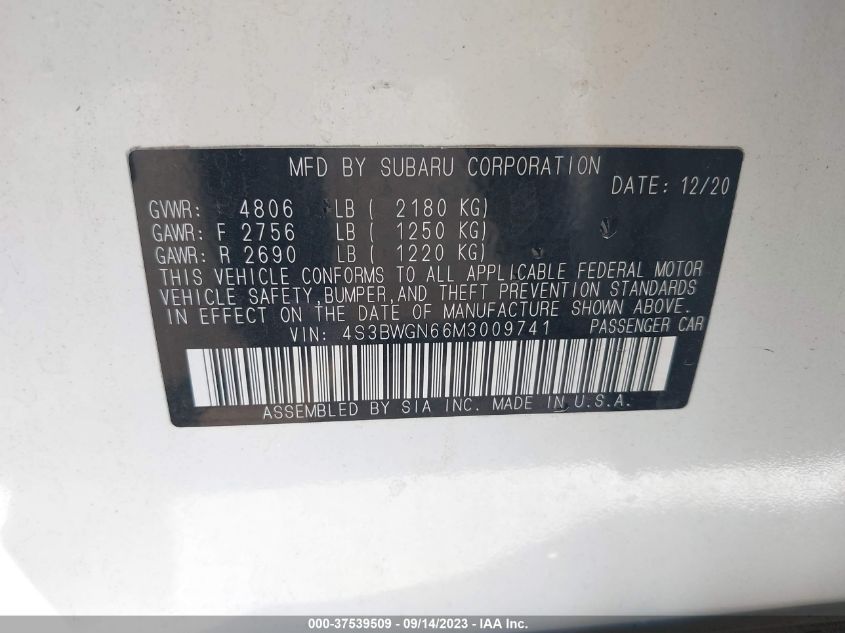 MFD BY SUBARU CORPORATION
DATE: 12/20
GVWR: 4806 LB ( 2180 KG)
GAWR: F 2756 LB ( 1250 KG)
GAWR: R 2690 LB ( 1220 KG)
THIS VEHICLE CONFORMS TO ALL APPLICABLE FEDERAL MOTOR
VEHICLE SAFETY,BUMPER,AND THEFT PREVENTION STANDARDS
IN EFFECT ON THE DATE OF MANUFACTURE SHOWN ABOVE.
VIN: 4S3BWGN66M3009741 PASSENGER CAR
ASSEMBLED BY SIA INC. MADE IN U.S.A.
000-37539509 - 09/14/2023 - IAA Inc.